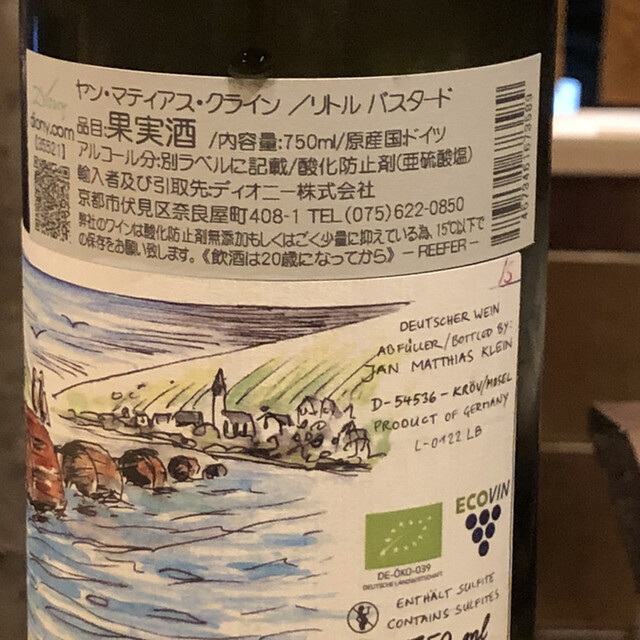 Diony
diony.com
[35521]
ヤン・マティアス・クライン ／リトル バスタード
品目:果実酒 /内容量:750ml/原産国ドイツ
アルコール分:別ラベルに記載/酸化防止剤(亜硫酸塩)
輸入者及び引取先:ディオニー株式会社
京都市伏見区奈良屋町408-1 TEL(075)622-0850
弊社のワインは酸化防止剤無添加もしくはごく少量に抑えている為、15℃以下で
の保存をお願い致します。《飲酒は20歳になってから》 － REEFER －
15
DEUTSCHER WEIN
ABFÜLLER/BOTTLED BY:
JAN MATTHIAS KLEIN
D-54536-KRÖV/MOSEL
PRODUCT OF GERMANY
L-0122 LB
ECOVIN
DE-ÖKO-039
DEUTSCHE LANDWIRTSCHAFT
ENTHÄLT SULFITE
CONTAINS SULFITES
750 ml